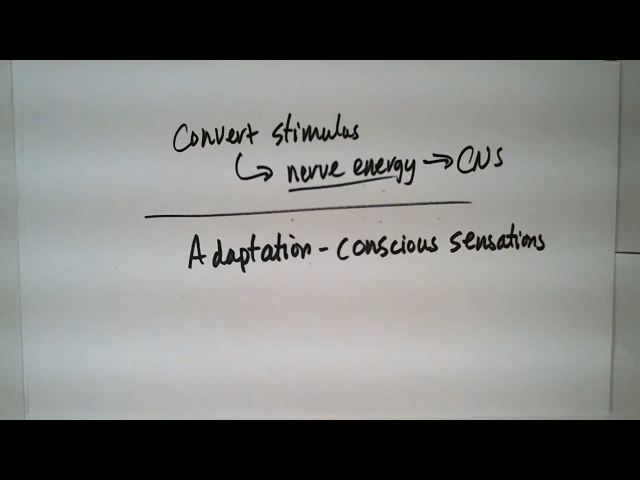 Convert stimulus
↳ nerve energy → CNS
Adaptation - conscious sensations